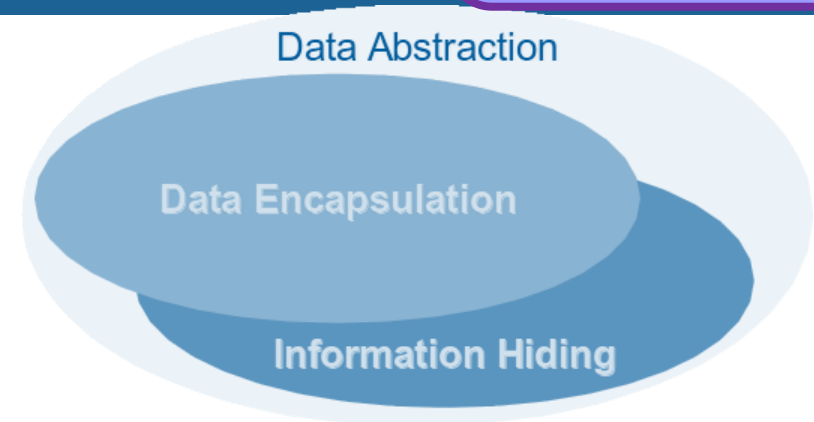 Data Abstraction
Data Encapsulation
Information Hiding